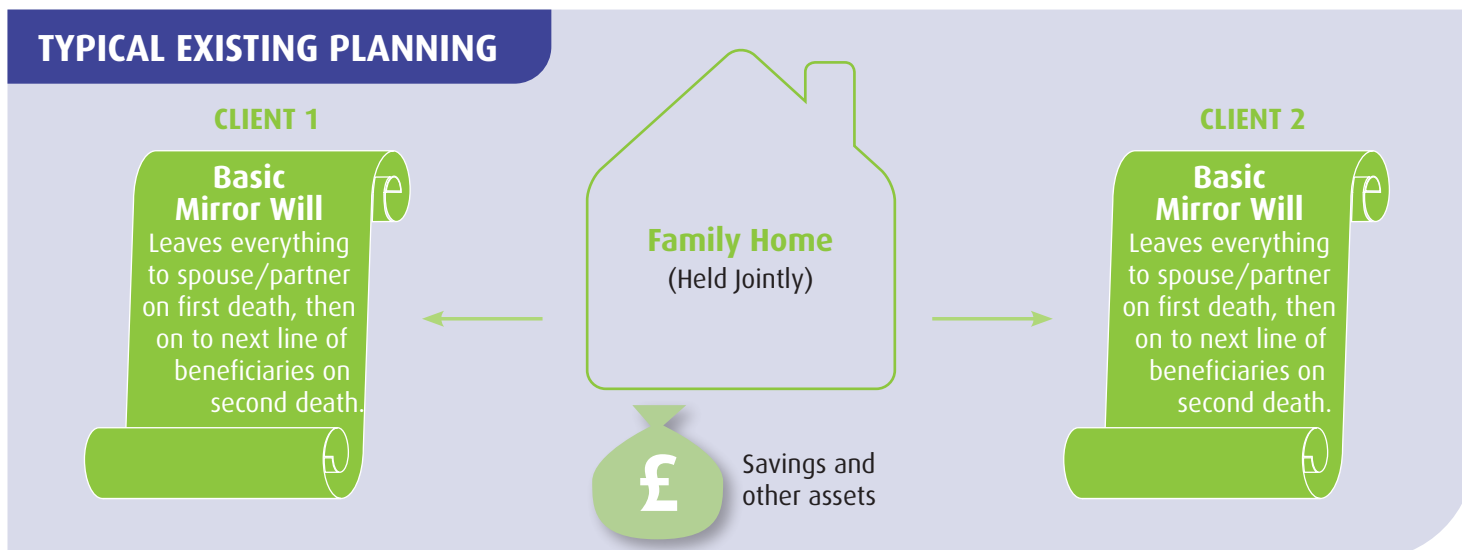 TYPICAL EXISTING PLANNING
CLIENT 1
Basic
Mirror Will
Leaves everything
to spouse/partner
on first death, then
on to next line of
beneficiaries on
second death.
Family Home
(Held Jointly)
£
Savings and
other assets
CLIENT 2
Basic
Mirror Will
Leaves everything
to spouse/partner
on first death, then
on to next line of
beneficiaries on
second death.